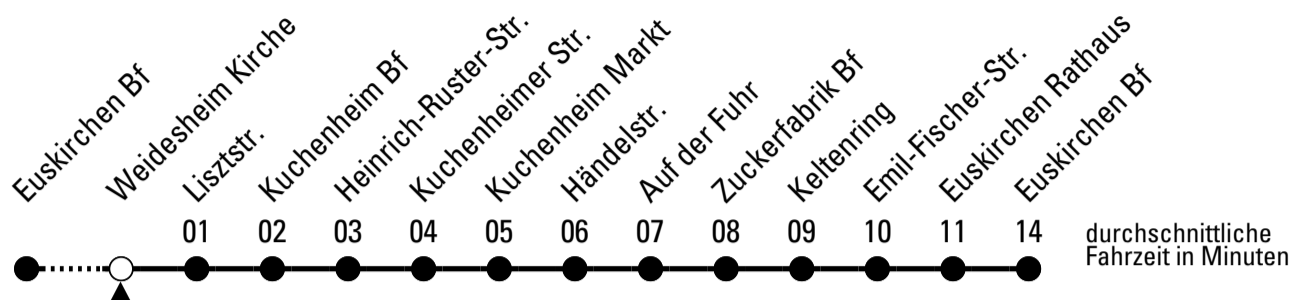 Euskirchen Bf
Weidesheim Kirche
Lisztstr.
Kuchenheim Bf
Heinrich-Ruster-Str.
Kuchenheimer Str.
Kuchenheim Markt
Händelstr.
Auf der Fuhr
Zuckerfabrik Bf
Keltenring
Emil-Fischer-Str.
Euskirchen Rathaus
Euskirchen Bf
01 02 03 04 05 06 07 08 09 10 11 14
durchschnittliche
Fahrzeit in Minuten